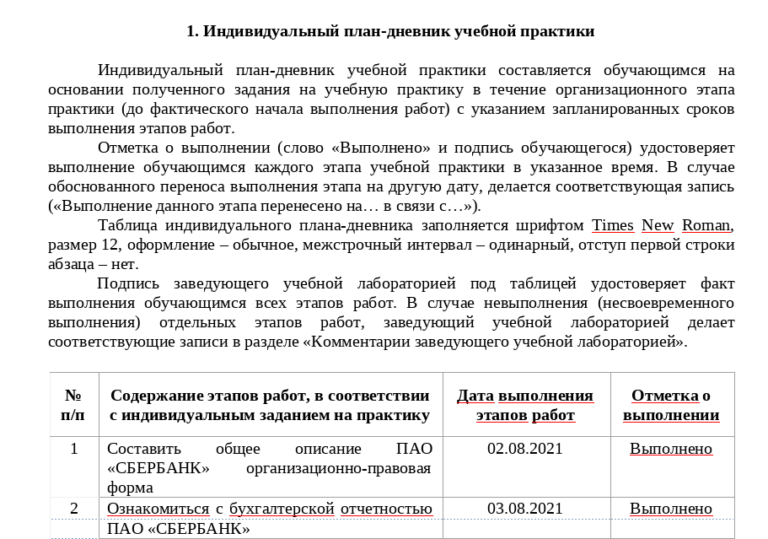 1. Индивидуальный план-дневник учебной практики
Индивидуальный план-дневник учебной практики составляется обучающимся на
основании полученного задания на учебную практику в течение организационного этапа
практики (до фактического начала выполнения работ) с указанием запланированных сроков
выполнения этапов работ.
Отметка о выполнении (слово «Выполнено» и подпись обучающегося) удостоверяет
выполнение обучающимся каждого этапа учебной практики в указанное время. В случае
обоснованного переноса выполнения этапа на другую дату, делается соответствующая запись
(«Выполнение данного этапа перенесено на… в связи с…»).
Таблица индивидуального плана-дневника заполняется шрифтом Times New Roman,
размер 12, оформление – обычное, межстрочный интервал – одинарный, отступ первой строки
абзаца – нет.
Подпись заведующего учебной лабораторией под таблицей удостоверяет факт
выполнения обучающимся всех этапов работ. В случае невыполнения (несвоевременного
выполнения) отдельных этапов работ, заведующий учебной лабораторией делает
соответствующие записи в разделе «Комментарии заведующего учебной лабораторией».
№ Содержание этапов работ, в соответствии Дата выполнения Отметка о
п/п с индивидуальным заданием на практику этапов работ выполнении
1 Составить общее описание ПАО 02.08.2021 Выполнено
«СБЕРБАНК» организационно-правовая
форма
2 Ознакомиться с бухгалтерской отчетностью 03.08.2021 Выполнено
ПАО «СБЕРБАНК»